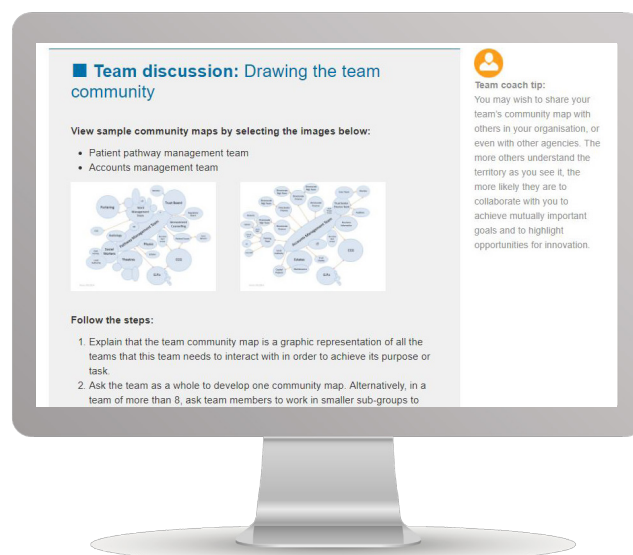 Team discussion: Drawing the team
community
View sample community maps by selecting the images below:
• Patient pathway management team
• Accounts management team
Pathways Management Team
Accounts Management Team
Follow the steps:
1. Explain that the team community map is a graphic representation of all the
teams that this team needs to interact with in order to achieve its purpose or
task.
2. Ask the team as a whole to develop one community map. Alternatively, in a
team of more than 8, ask team members to work in smaller sub-groups to
Team coach tip:
You may wish to share your
team's community map with
others in your organisation, or
even with other agencies. The
more others understand the
territory as you see it, the
more likely they are to
collaborate with you to
achieve mutually important
goals and to highlight
opportunities for innovation.